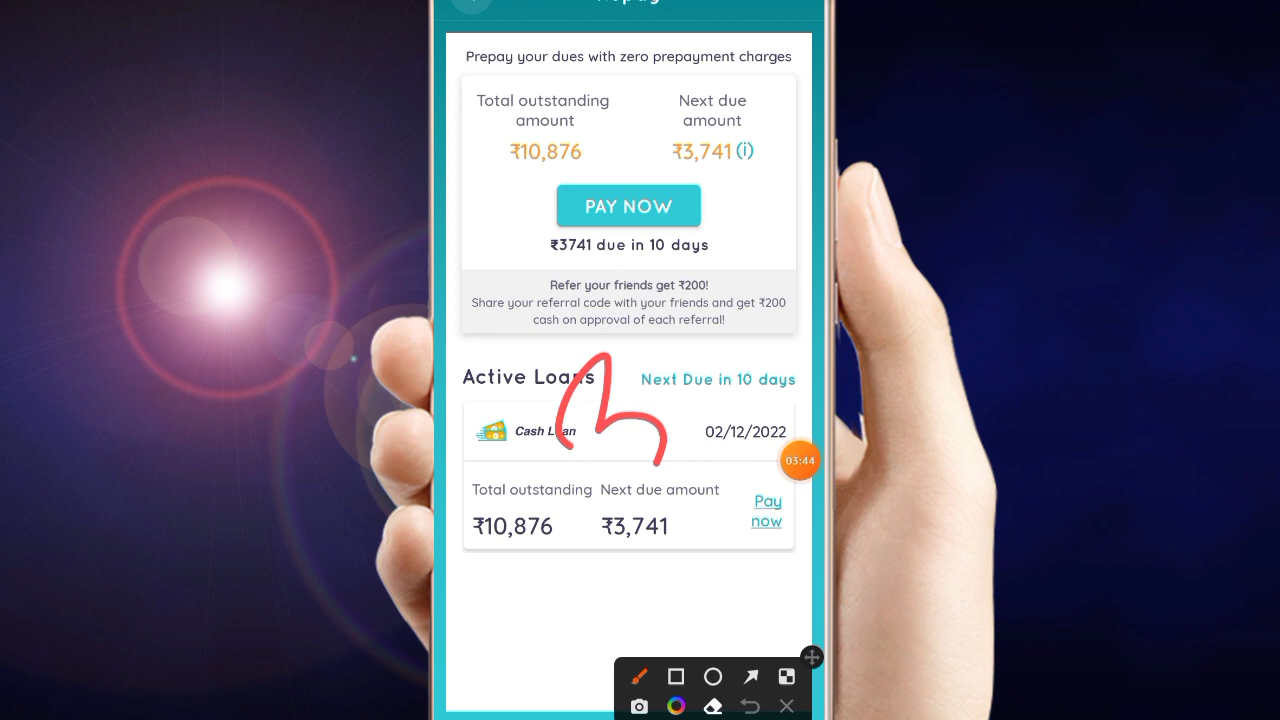 Prepay your dues with zero prepayment charges
Total outstanding amount
₹10,876
Next due amount
₹3,741 (i)
PAY NOW
₹3741 due in 10 days
Refer your friends get ₹200!
Share your referral code with your friends and get ₹200
cash on approval of each referral!
Active Loans
Next Due in 10 days
Cash Loan
02/12/2022
03:44
Total outstanding
₹10,876
Next due amount
₹3,741
Pay
now